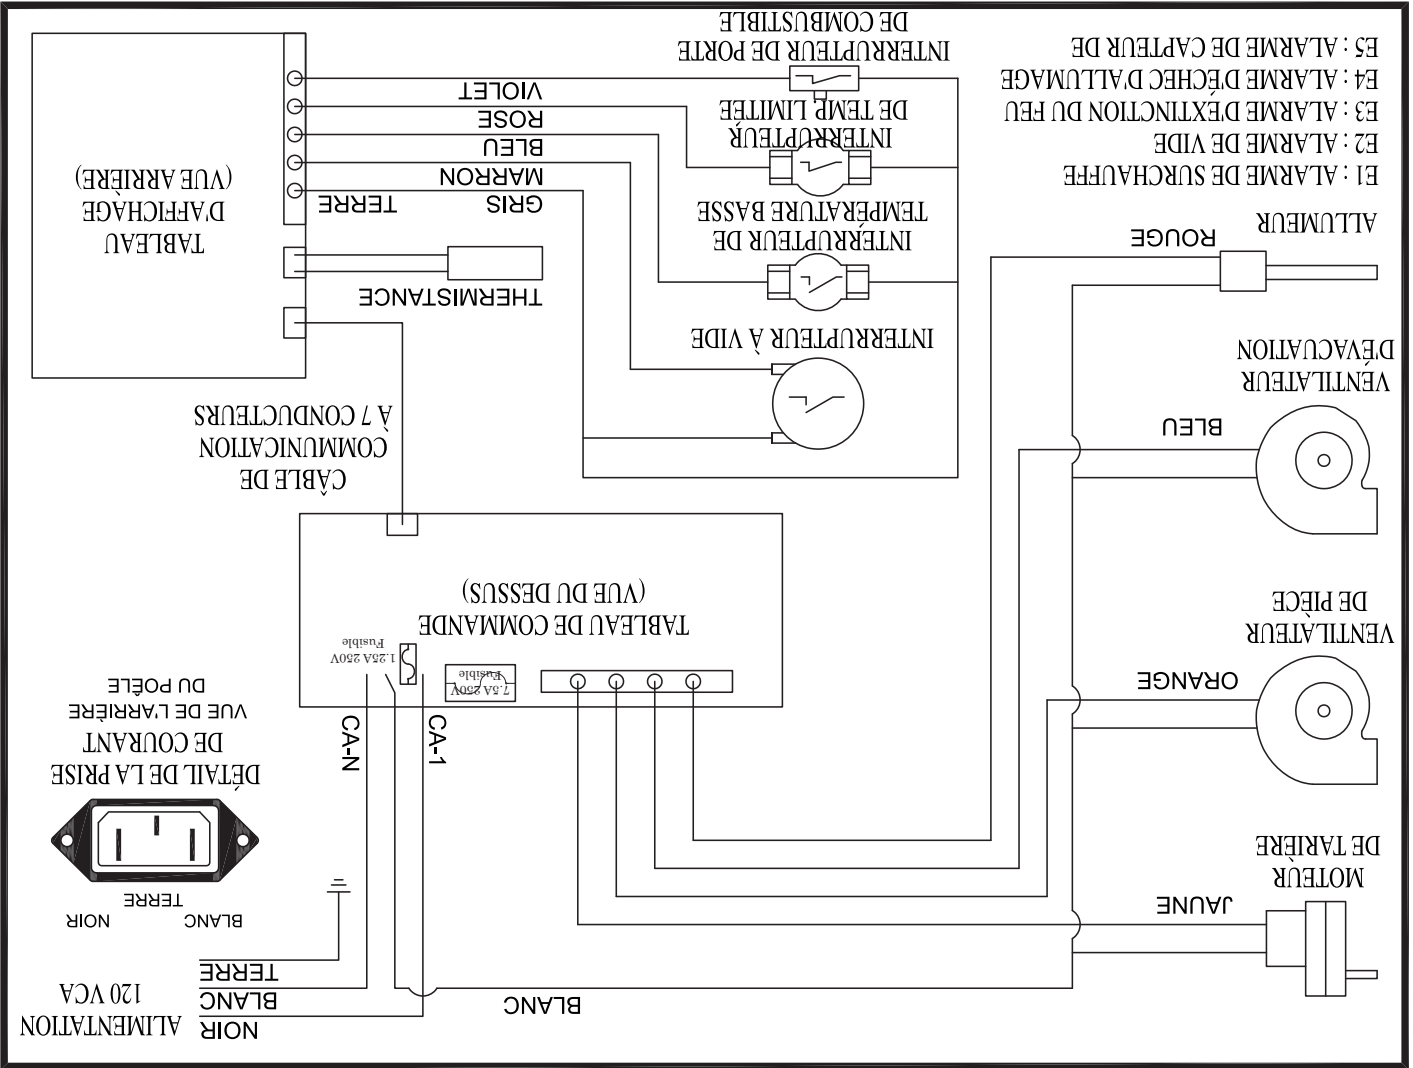 MOTEUR
DE TARIÈRE
JAUNE
VENTILATEUR
DE PIÈCE
ORANGE
VENTILATEUR
D'ÉVACUATION
BLEU
ALLUMEUR
ROUGE
E1 : ALARME DE SURCHAUFFE
E2 : ALARME DE VIDE
E3 : ALARME D'EXTINCTION DU FEU
E4 : ALARME D'ÉCHEC D'ALLUMAGE
E5 : ALARME DE CAPTEUR DE
BLANC
NOIR
BLANC
TERRE
ALIMENTATION
120 VCA
BLANC
NOIR
TERRE
DÉTAIL DE LA PRISE
DE COURANT
VUE DE L'ARRIÈRE
DU POÊLE
CA-1
CA-N
7.5A 250V
Fusible
1.25A 250V
Fusible
TABLEAU DE COMMANDE
(VUE DU DESSUS)
CÂBLE DE
COMMUNICATION
À 7 CONDUCTEURS
INTERRUPTEUR À VIDE
INTERRUPTEUR DE
TEMPÉRATURE BASSE
INTERRUPTEUR
DE TEMP LIMITÉE
INTERRUPTEUR DE PORTE
DE COMBUSTIBLE
THERMISTANCE
GRIS
TERRE
MARRON
BLEU
ROSE
VIOLET
TABLEAU
D'AFFICHAGE
(VUE ARRIÈRE)